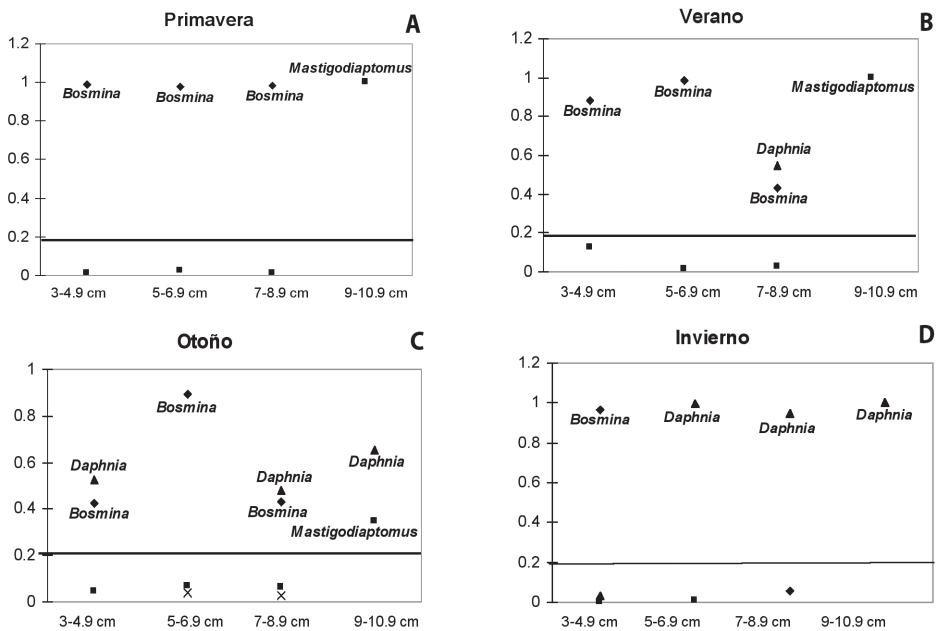 Primavera
A
1.2
1
0.8
0.6
0.4
0.2
0
Mastigodiaptomus
Bosmina
Bosmina
Bosmina
3-4.9 cm
5-6.9 cm
7-8.9 cm
9-10.9 cm
Verano
B
1.2
1
0.8
0.6
0.4
0.2
0
Bosmina
Bosmina
Mastigodiaptomus
Daphnia
Bosmina
3-4.9 cm
5-6.9 cm
7-8.9 cm
9-10.9 cm
Otoño
C
1
0.8
0.6
0.4
0.2
0
Bosmina
Daphnia
Bosmina
Daphnia
Bosmina
Daphnia
Mastigodiaptomus
3-4.9 cm
5-6.9 cm
7-8.9 cm
9-10.9 cm
Invierno
D
1.2
1
0.8
0.6
0.4
0.2
0
Bosmina
Daphnia
Daphnia
Daphnia
3-4.9 cm
5-6.9 cm
7-8.9 cm
9-10.9 cm